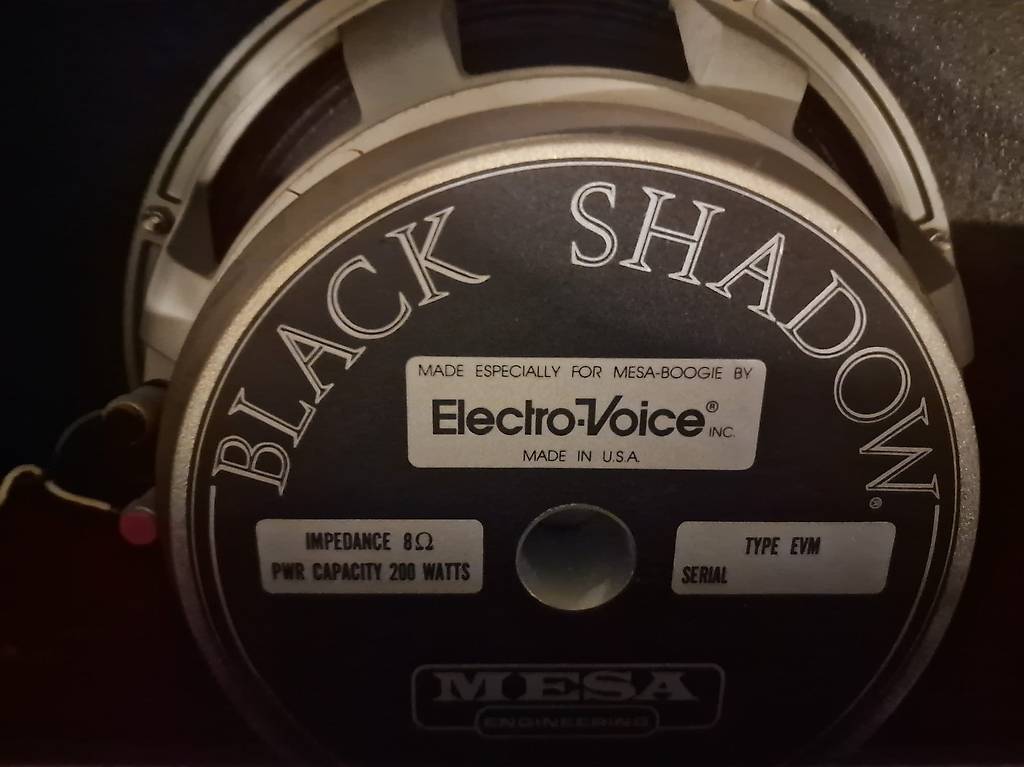 BLACK SHADOW®
MADE ESPECIALLY FOR MESA-BOOGIE BY
Electro-Voice® INC.
MADE IN U.S.A.
IMPEDANCE 8Ω
PWR CAPACITY 200 WATTS
TYPE EVM
SERIAL
MESA
ENGINEERING